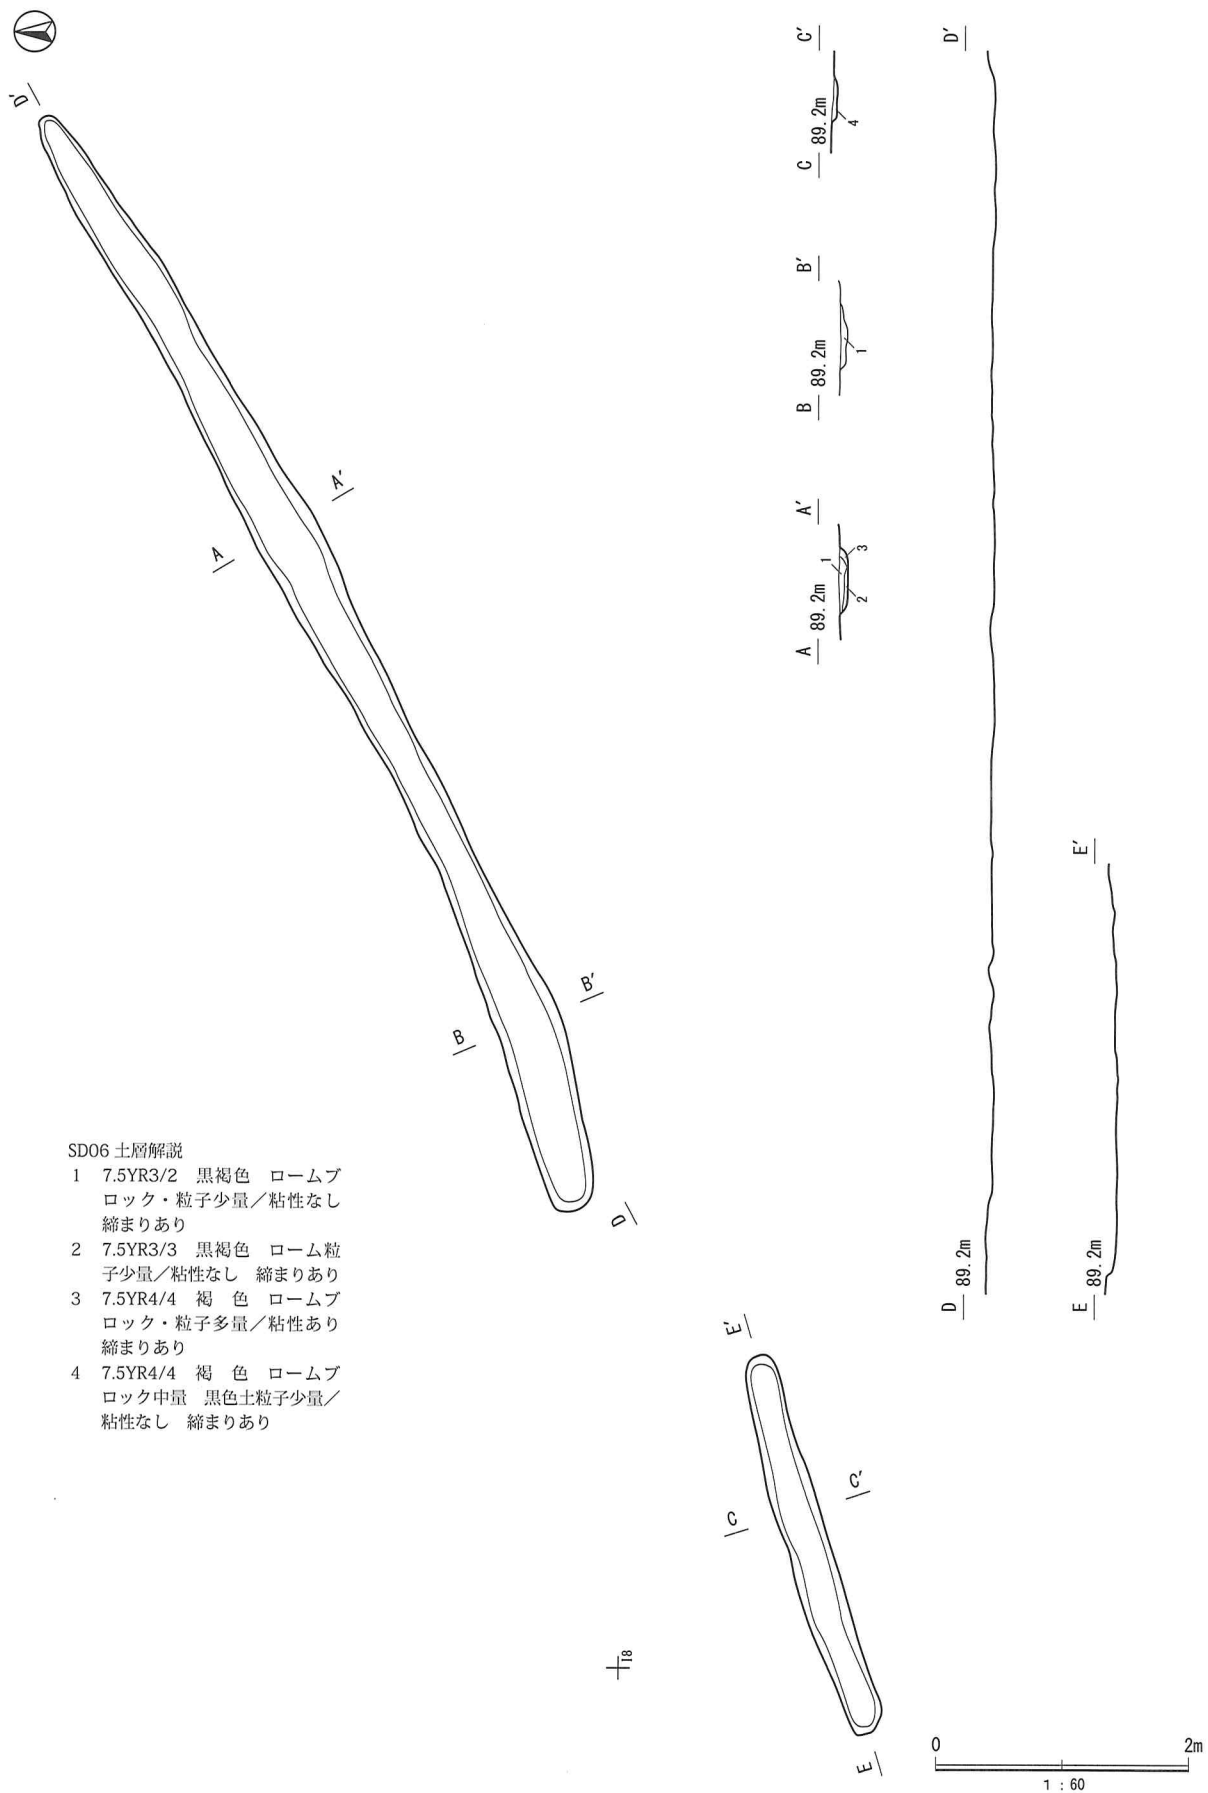 D′
A
A′
B
B′
D
E′
C
C′
E
I8
C′
89.2m
C
4
B′
89.2m
B
1
A′
89.2m
A
1
3
2
D′
D
89.2m
E′
E
89.2m
SD06 土層解説
1 7.5YR3/2 黒褐色 ロームブ
ロック・粒子少量／粘性なし
締まりあり
2 7.5YR3/3 黒褐色 ローム粒
子少量／粘性なし 締まりあり
3 7.5YR4/4 褐 色 ロームブ
ロック・粒子多量／粘性あり
締まりあり
4 7.5YR4/4 褐 色 ロームブ
ロック中量 黒色土粒子少量／
粘性なし 締まりあり
0 2m
1：60